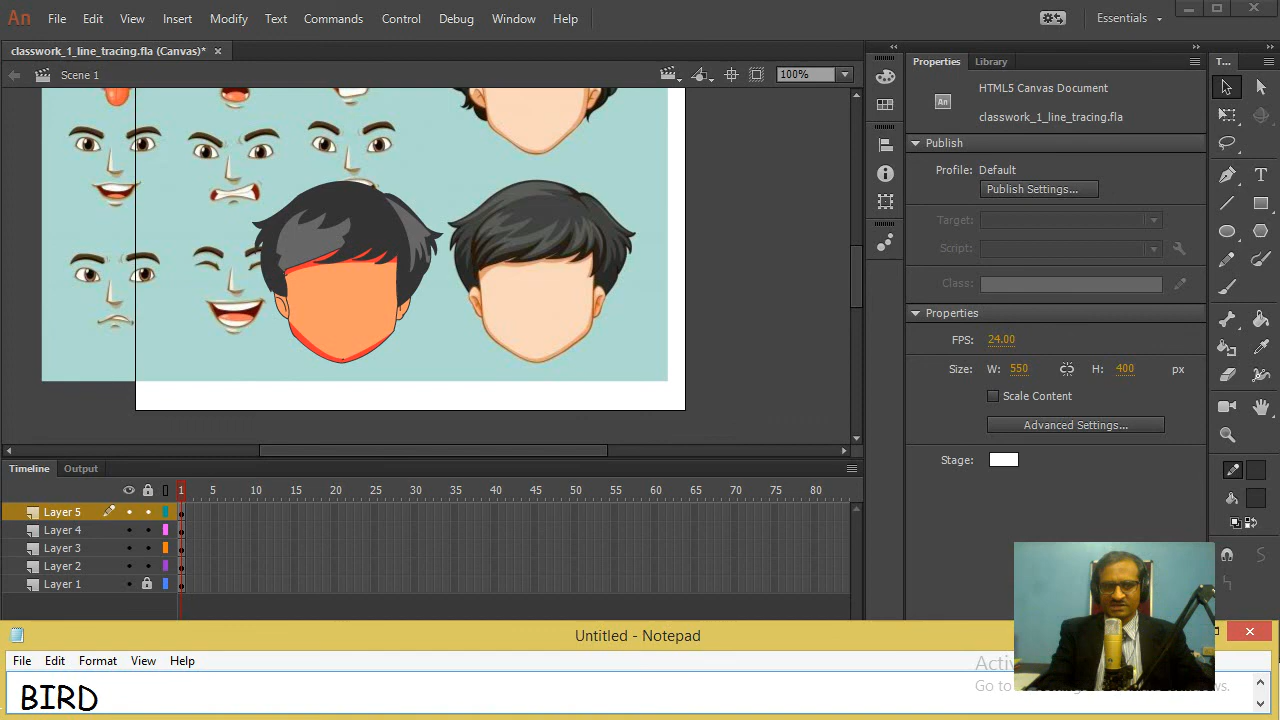 An File Edit View Insert Modify Text Commands Control Debug Window Help Essentials
classwork_1_line_tracing.fla (Canvas)* ×
Scene 1 100%
Properties Library T...
HTML5 Canvas Document
An classwork_1_line_tracing.fla
Publish
Profile: Default
Publish Settings...
Target:
Script:
Class:
Properties
FPS: 24.00
Size: W: 550 H: 400 px
Scale Content
Advanced Settings...
Stage:
Timeline Output
1 5 10 15 20 25 30 35 40 45 50 55 60 65 70 75 80
Layer 5
Layer 4
Layer 3
Layer 2
Layer 1
Untitled - Notepad
File Edit Format View Help
BIRD
Activ
Go to